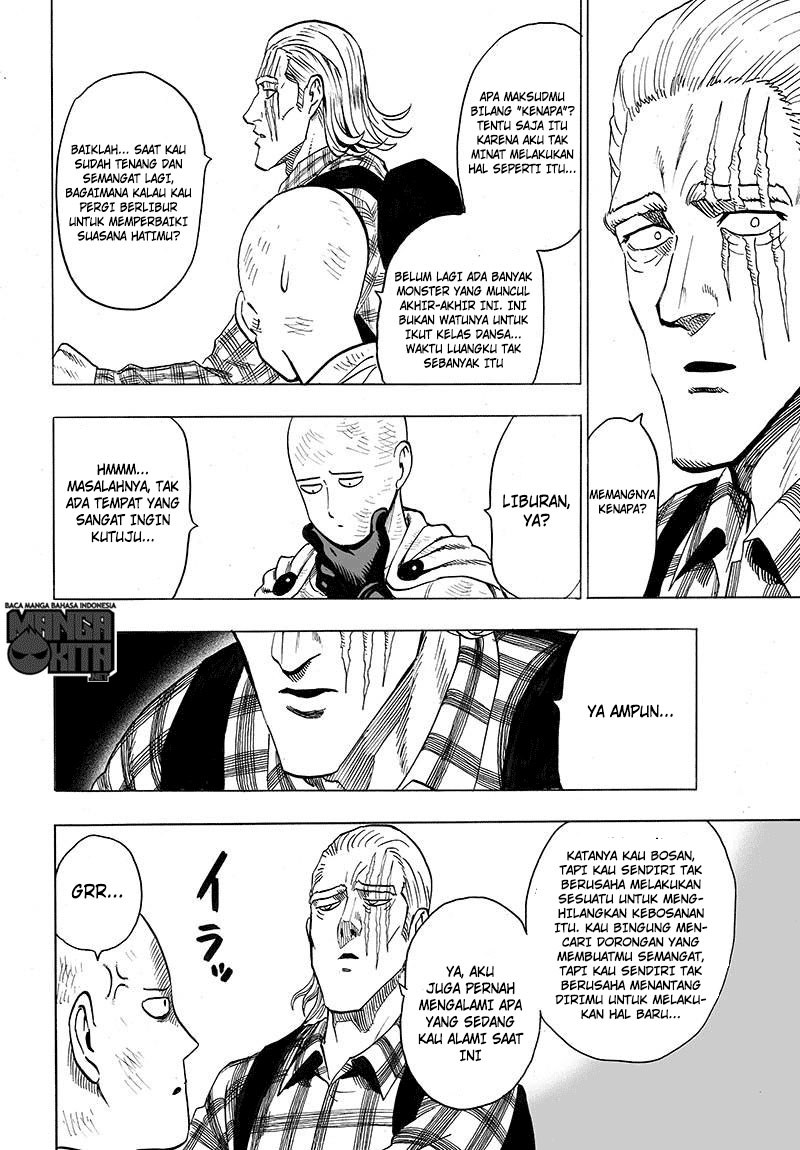 MEMANGNYA
KENAPA?
APA MAKSUDMU
BILANG "KENAPA"?
TENTU SAJA ITU
KARENA AKU TAK
MINAT MELAKUKAN
HAL SEPERTI ITU...
BELUM LAGI ADA BANYAK
MONSTER YANG MUNCUL
AKHIR-AKHIR INI. INI
BUKAN WATUNYA UNTUK
IKUT KELAS DANSA...
WAKTU LUANGKU TAK
SEBANYAK ITU
BAIKLAH... SAAT KAU
SUDAH TENANG DAN
SEMANGAT LAGI,
BAGAIMANA KALAU KAU
PERGI BERLIBUR
UNTUK MEMPERBAIKI
SUASANA HATIMU?
LIBURAN,
YA?
HMMM...
MASALAHNYA, TAK
ADA TEMPAT YANG
SANGAT INGIN
KUTUJU...
BACA MANGA BAHASA INDONESIA
MANGA
KITA
.NET
YA AMPUN...
KATANYA KAU BOSAN,
TAPI KAU SENDIRI TAK
BERUSAHA MELAKUKAN
SESUATU UNTUK MENG-
HILANGKAN KEBOSANAN
ITU. KAU BINGUNG MEN-
CARI DORONGAN YANG
MEMBUATMU SEMANGAT,
TAPI KAU SENDIRI TAK
BERUSAHA MENANTANG
DIRIMU UNTUK MELAKU-
KAN HAL BARU...
YA, AKU
JUGA PERNAH
MENGALAMI APA
YANG SEDANG
KAU ALAMI SAAT
INI
イラッ
GRR...